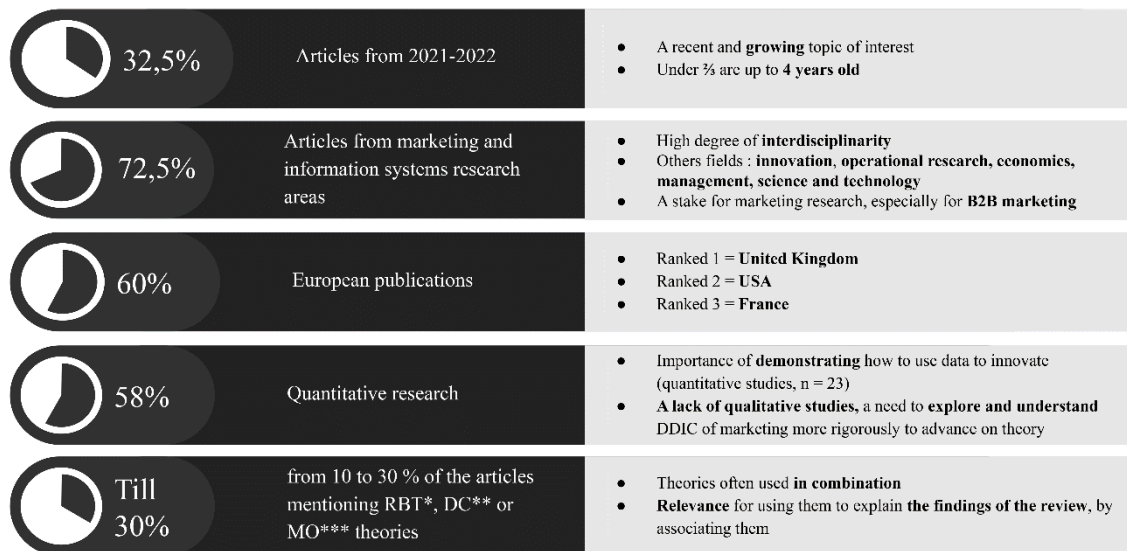 32,5%
Articles from 2021-2022
● A recent and growing topic of interest
● Under ⅔ are up to 4 years old
72,5%
Articles from marketing and
information systems research
areas
● High degree of interdisciplinarity
● Others fields : innovation, operational research, economics,
management, science and technology
● A stake for marketing research, especially for B2B marketing
60%
European publications
● Ranked 1 = United Kingdom
● Ranked 2 = USA
● Ranked 3 = France
58%
Quantitative research
● Importance of demonstrating how to use data to innovate
(quantitative studies, n = 23)
● A lack of qualitative studies, a need to explore and understand
DDIC of marketing more rigorously to advance on theory
Till
30%
from 10 to 30 % of the articles
mentioning RBT*, DC** or
MO*** theories
● Theories often used in combination
● Relevance for using them to explain the findings of the review, by
associating them